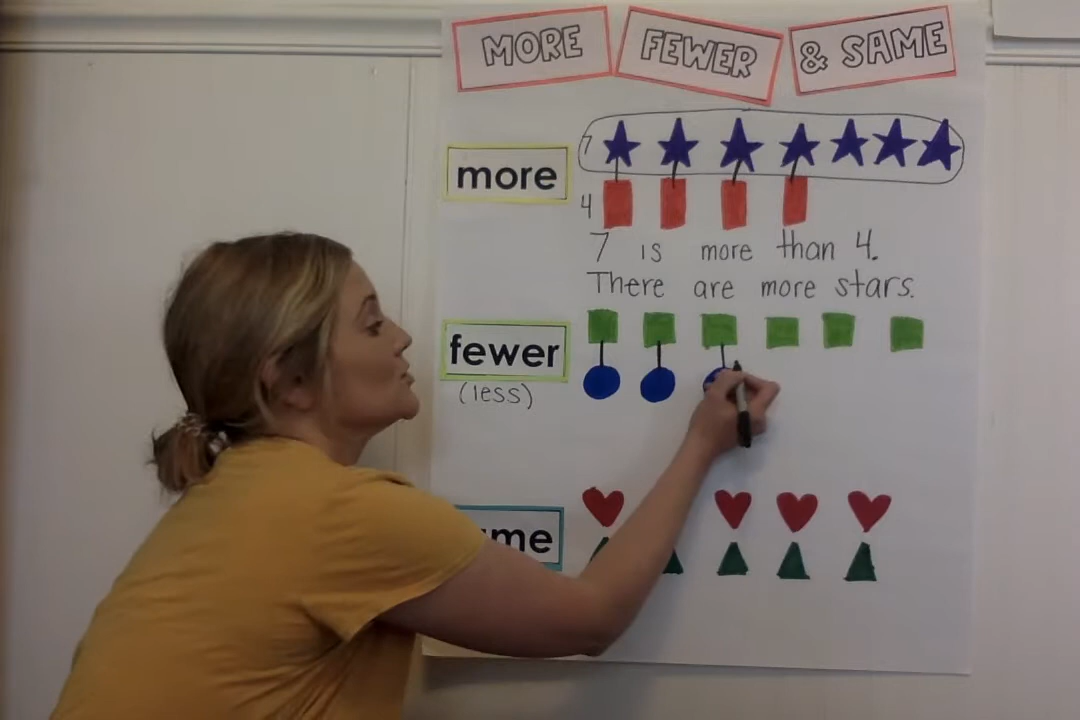 MORE FEWER & SAME
7
more
4
7 is more than 4.
There are more stars.
fewer
(less)